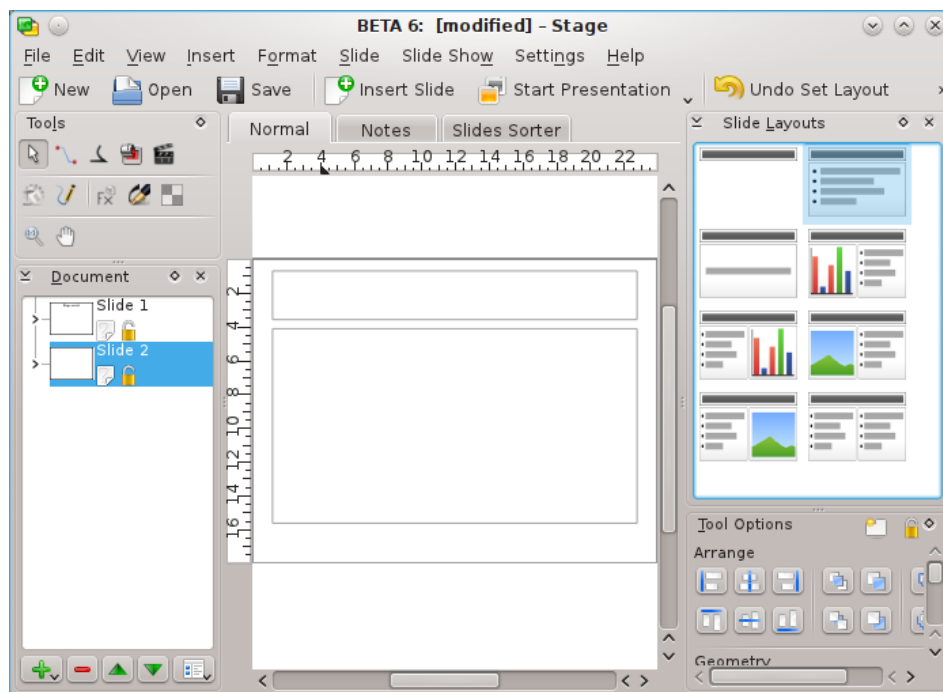 BETA 6:  [modified] – Stage
File Edit View Insert Format Slide Slide Show Settings Help
New Open Save Insert Slide Start Presentation Undo Set Layout
Tools
Normal Notes Slides Sorter
Slide Layouts
2 4 6 8 10 12 14 16 18 20 22
Document
Slide 1
Slide 2
2 4 6 8 10 12 14 16
Tool Options
Arrange
Geometry